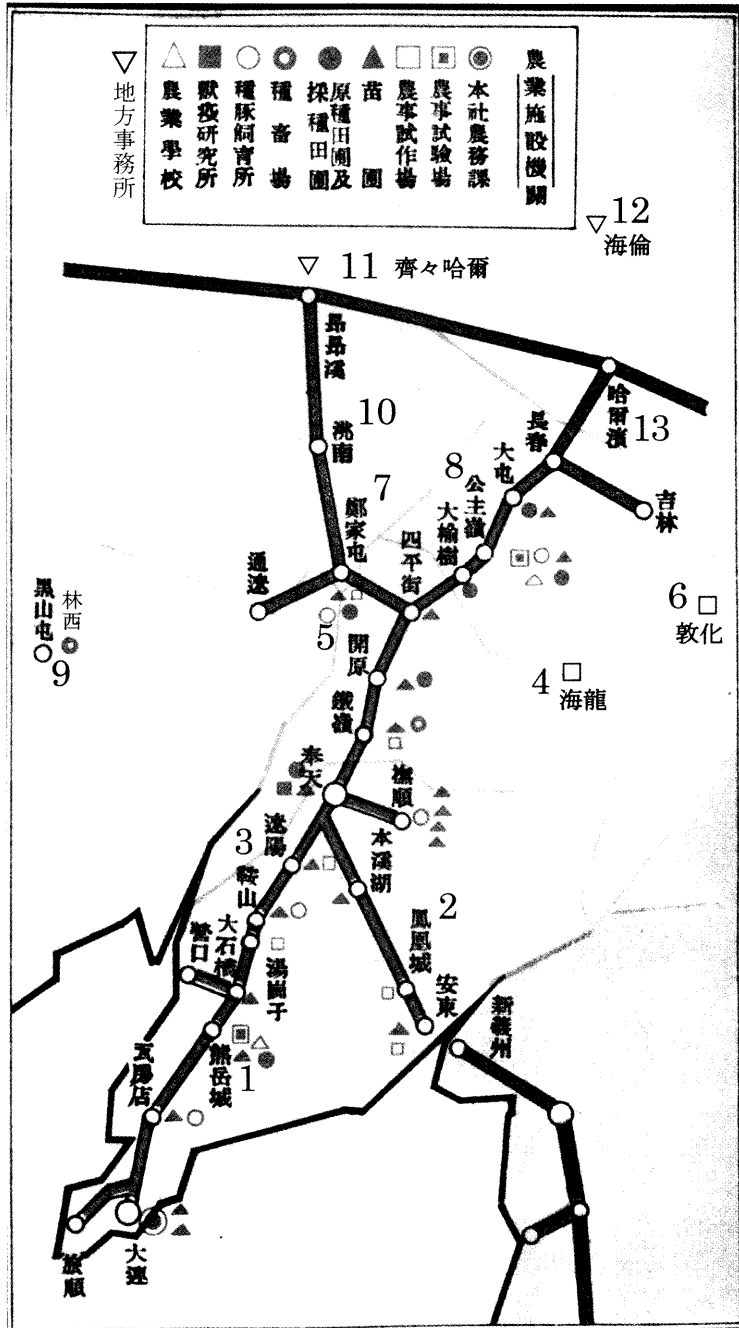 農業施設機關
本社農務課
農事試驗場
農事試作場
苗圃
原種田圃及
採種田圃
種畜場
種豚飼育所
獸疫研究所
農業學校
▽地方事務所
12
海倫
11
齊々哈爾
昻昻溪
哈爾濱
13
10
洮南
長春
吉林
大屯
8
公主嶺
大楡樹
7
鄭家屯
四平街
通遼
5
6
敦化
4
海龍
林西
黑山屯
9
開原
鐵嶺
奉天
撫順
3
遼陽
本溪湖
鞍山
2
鳳凰城
安東
大石橋
營口
湯崗子
新義州
1
熊岳城
瓦房店
大連
旅順